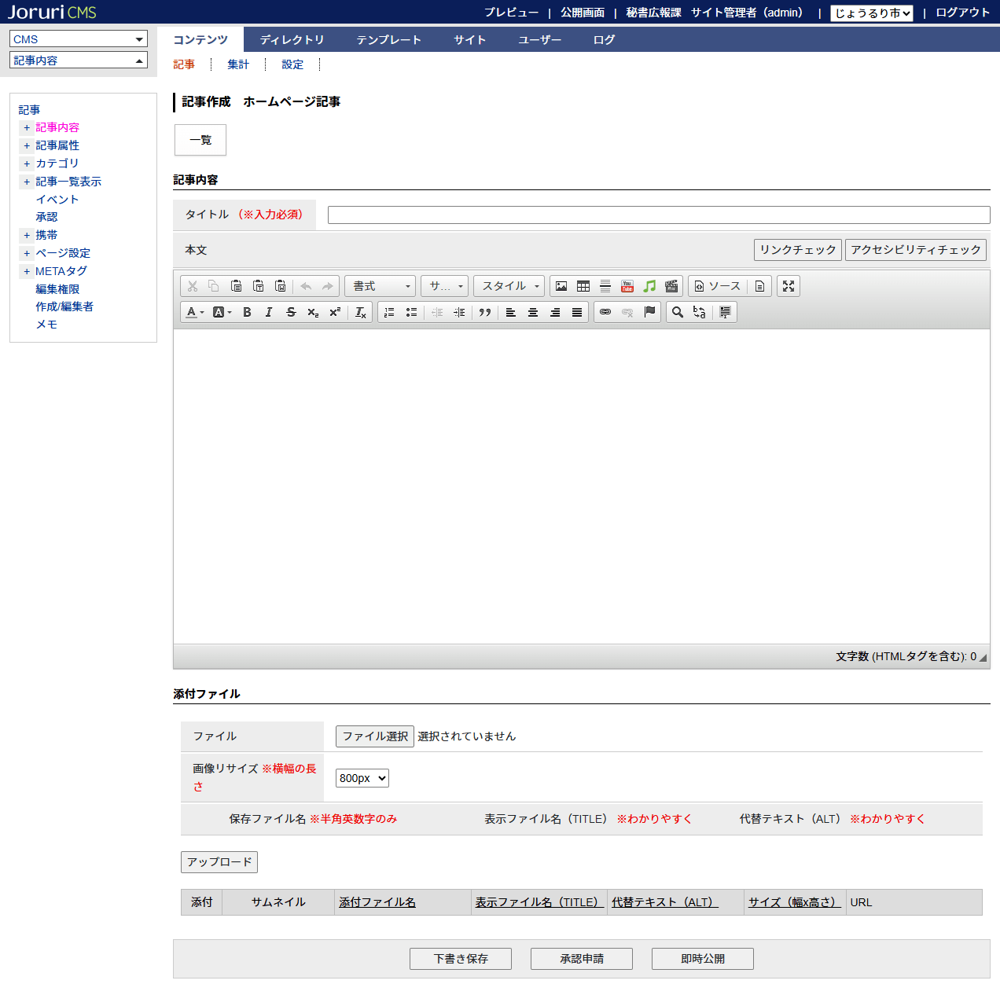 Joruri CMS
プレビュー | 公開画面 | 秘書広報課 サイト管理者（admin） | じょうるり市 | ログアウト
CMS
記事内容
コンテンツ ディレクトリ テンプレート サイト ユーザー ログ
記事 集計 設定
記事
+ 記事内容
+ 記事属性
+ カテゴリ
+ 記事一覧表示
イベント
承認
+ 携帯
+ ページ設定
+ METAタグ
編集権限
作成/編集者
メモ
記事作成　ホームページ記事
一覧
記事内容
タイトル （※入力必須）
本文 リンクチェック アクセシビリティチェック
書式 サ... スタイル You Tube ソース
A A B I S x₂ x² Tx
文字数 (HTMLタグを含む): 0
添付ファイル
ファイル ファイル選択 選択されていません
画像リサイズ ※横幅の長さ 800px
保存ファイル名 ※半角英数字のみ 表示ファイル名（TITLE） ※わかりやすく 代替テキスト（ALT） ※わかりやすく
アップロード
添付 サムネイル 添付ファイル名 表示ファイル名（TITLE） 代替テキスト（ALT） サイズ（幅x高さ） URL
下書き保存 承認申請 即時公開